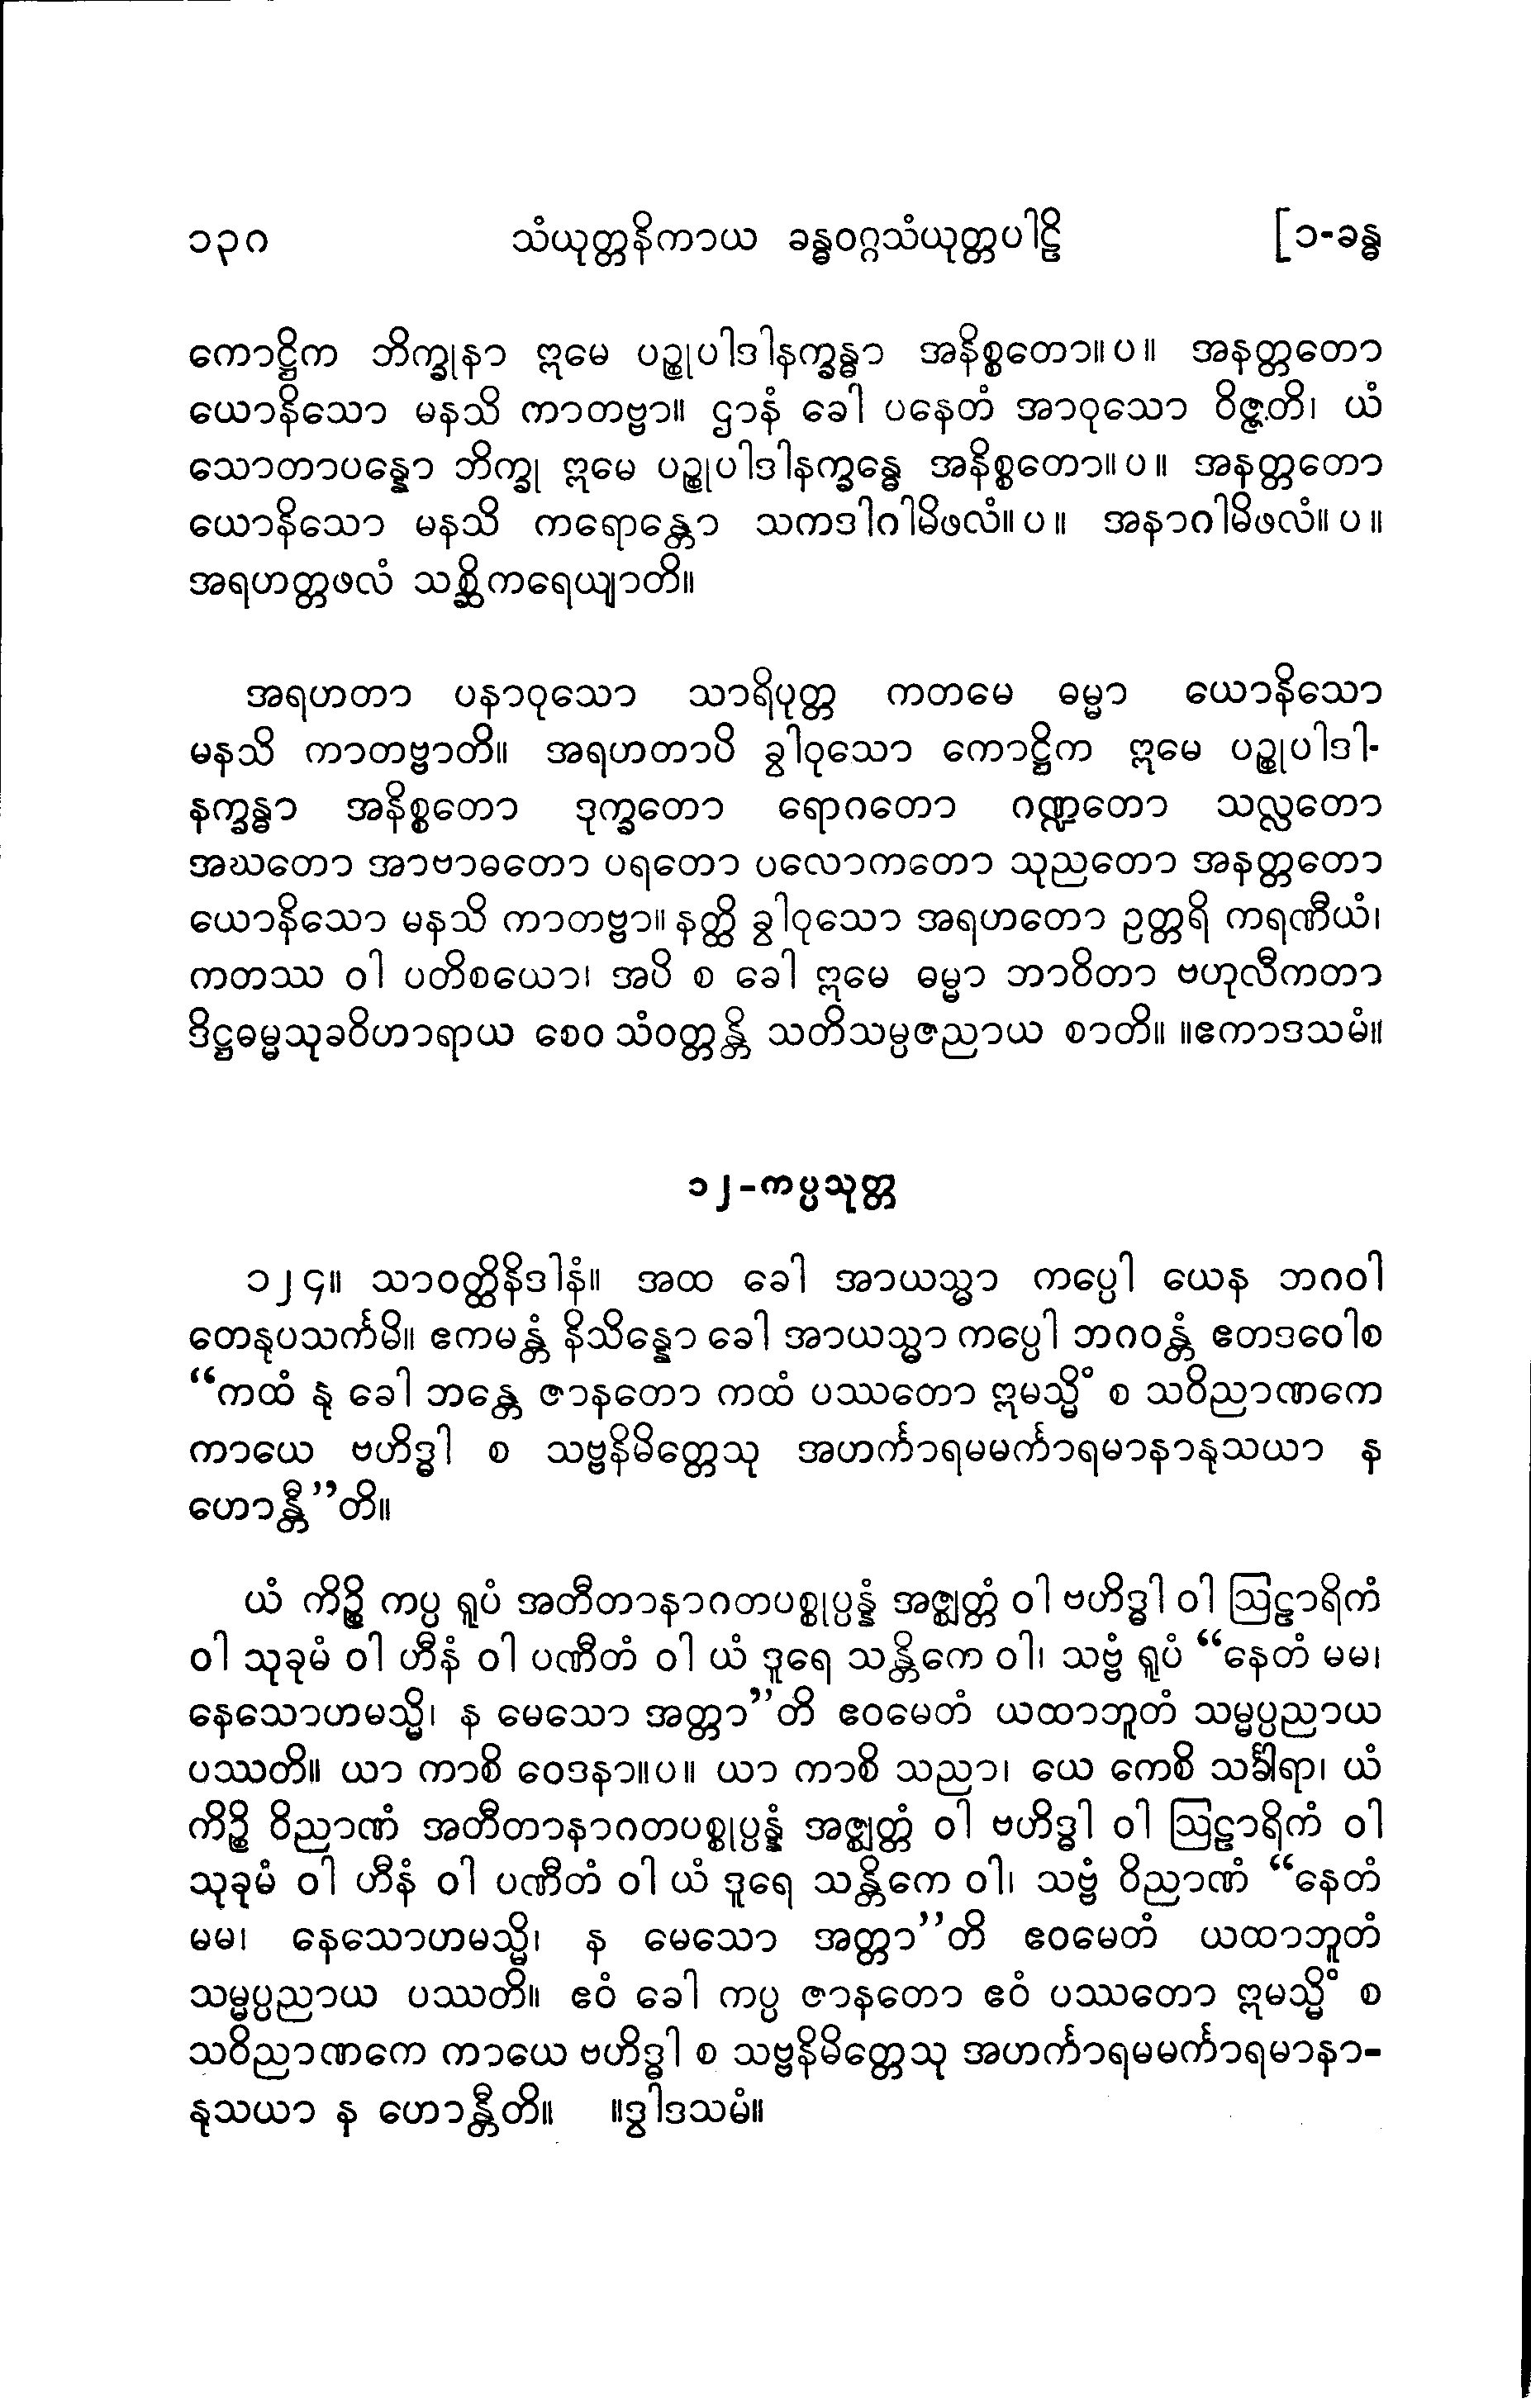 ၁၃ဂ သံယုတ္တနိကာယ ခန္ဓဝဂ္ဂသံယုတ္တပါဠိ [၁-ခန္ဓ
ကောဋ္ဌိက ဘိက္ခုနာ ဣမေ ပဉ္စုပါဒါနက္ခန္ဓာ အနိစ္စတော။ပ။ အနတ္တတော
ယောနိသော မနသိ ကာတဗ္ဗာ။ ဌာနံ ခေါ ပနေတံ အာဝုသော ဝိဇ္ဇတိ၊ ယံ
သောတာပန္နော ဘိက္ခု ဣမေ ပဉ္စုပါဒါနက္ခန္ဓေ အနိစ္စတော။ပ။ အနတ္တတော
ယောနိသော မနသိ ကရောန္တော သကဒါဂါမိဖလံ။ပ။ အနာဂါမိဖလံ။ပ။
အရဟတ္တဖလံ သစ္ဆိကရေယျာတိ။
အရဟတာ ပနာဝုသော သာရိပုတ္တ ကတမေ ဓမ္မာ ယောနိသော
မနသိ ကာတဗ္ဗာတိ။ အရဟတာပိ ခွါဝုသော ကောဋ္ဌိက ဣမေ ပဉ္စုပါဒါ-
နက္ခန္ဓာ အနိစ္စတော ဒုက္ခတော ရောဂတော ဂဏ္ဍတော သလ္လတော
အဃတော အာဗာဓတော ပရတော ပလောကတော သုညတော အနတ္တတော
ယောနိသော မနသိ ကာတဗ္ဗာ။ နတ္ထိ ခွါဝုသော အရဟတော ဥတ္တရိ ကရဏီယံ၊
ကတဿ ဝါ ပတိစယော၊ အပိ စ ခေါ ဣမေ ဓမ္မာ ဘာဝိတာ ဗဟုလီကတာ
ဒိဋ္ဌဓမ္မသုခဝိဟာရာယ စေဝ သံဝတ္တန္တိ သတိသမ္ပဇညာယ စာတိ။ ။ဧကာဒသမံ။
၁၂-ကပ္ပသုတ္တ
၁၂၄။ သာဝတ္ထိနိဒါနံ။ အထ ခေါ အာယသ္မာ ကပ္ပေါ ယေန ဘဂဝါ
တေနုပသင်္ကမိ။ ဧကမန္တံ နိသိန္နော ခေါ အာယသ္မာ ကပ္ပေါ ဘဂဝန္တံ ဧတဒဝေါစ
“ကထံ နု ခေါ ဘန္တေ ဇာနတော ကထံ ပဿတော ဣမသ္မိံ စ သဝိညာဏကေ
ကာယေ ဗဟိဒ္ဓါ စ သဗ္ဗနိမိတ္တေသု အဟင်္ကာရမမင်္ကာရမာနာနုသယာ န
ဟောန္တီ”တိ။
ယံ ကိဉ္စိ ကပ္ပ ရူပံ အတီတာနာဂတပစ္စုပ္ပန္နံ အဇ္ဈတ္တံ ဝါ ဗဟိဒ္ဓါ ဝါ ဩဠာရိကံ
ဝါ သုခုမံ ဝါ ဟီနံ ဝါ ပဏီတံ ဝါ ယံ ဒူရေ သန္တိကေ ဝါ၊ သဗ္ဗံ ရူပံ “နေတံ မမ၊
နေသောဟမသ္မိ၊ န မေသော အတ္တာ”တိ ဧဝမေတံ ယထာဘူတံ သမ္မပ္ပညာယ
ပဿတိ။ ယာ ကာစိ ဝေဒနာ။ပ။ ယာ ကာစိ သညာ၊ ယေ ကေစိ သင်္ခါရာ၊ ယံ
ကိဉ္စိ ဝိညာဏံ အတီတာနာဂတပစ္စုပ္ပန္နံ အဇ္ဈတ္တံ ဝါ ဗဟိဒ္ဓါ ဝါ ဩဠာရိကံ ဝါ
သုခုမံ ဝါ ဟီနံ ဝါ ပဏီတံ ဝါ ယံ ဒူရေ သန္တိကေ ဝါ၊ သဗ္ဗံ ဝိညာဏံ “နေတံ
မမ၊ နေသောဟမသ္မိ၊ န မေသော အတ္တာ”တိ ဧဝမေတံ ယထာဘူတံ
သမ္မပ္ပညာယ ပဿတိ။ ဧဝံ ခေါ ကပ္ပ ဇာနတော ဧဝံ ပဿတော ဣမသ္မိံ စ
သဝိညာဏကေ ကာယေ ဗဟိဒ္ဓါ စ သဗ္ဗနိမိတ္တေသု အဟင်္ကာရမမင်္ကာရမာနာ-
နုသယာ န ဟောန္တီတိ။ ။ဒွါဒသမံ။